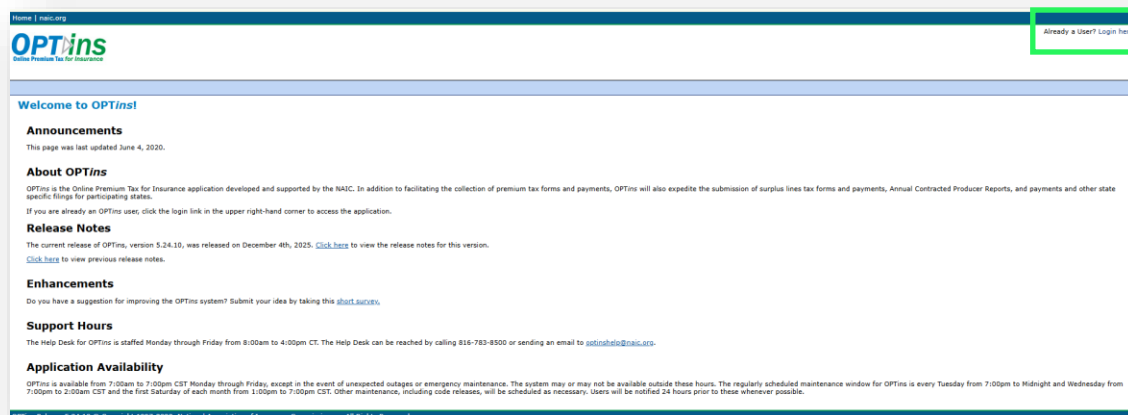 Home | naic.org
Already a User? Login her
OPTins
Online Premium Tax for Insurance
Welcome to OPTins!
Announcements
This page was last updated June 4, 2020.
About OPTins
OPTins is the Online Premium Tax for Insurance application developed and supported by the NAIC. In addition to facilitating the collection of premium tax forms and payments, OPTins will also expedite the submission of surplus lines tax forms and payments, Annual Contracted Producer Reports, and payments and other state
specific filings for participating states.
If you are already an OPTins user, click the login link in the upper right-hand corner to access the application.
Release Notes
The current release of OPTins, version 5.24.10, was released on December 4th, 2025. Click here to view the release notes for this version.
Click here to view previous release notes.
Enhancements
Do you have a suggestion for improving the OPTins system? Submit your idea by taking this short survey.
Support Hours
The Help Desk for OPTins is staffed Monday through Friday from 8:00am to 4:00pm CT. The Help Desk can be reached by calling 816-783-8500 or sending an email to optinshelp@naic.org.
Application Availability
OPTins is available from 7:00am to 7:00pm CST Monday through Friday, except in the event of unexpected outages or emergency maintenance. The system may or may not be available outside these hours. The regularly scheduled maintenance window for OPTins is every Tuesday from 7:00pm to Midnight and Wednesday from
7:00pm to 2:00am CST and the first Saturday of each month from 1:00pm to 7:00pm CST. Other maintenance, including code releases, will be scheduled as necessary. Users will be notified 24 hours prior to these whenever possible.